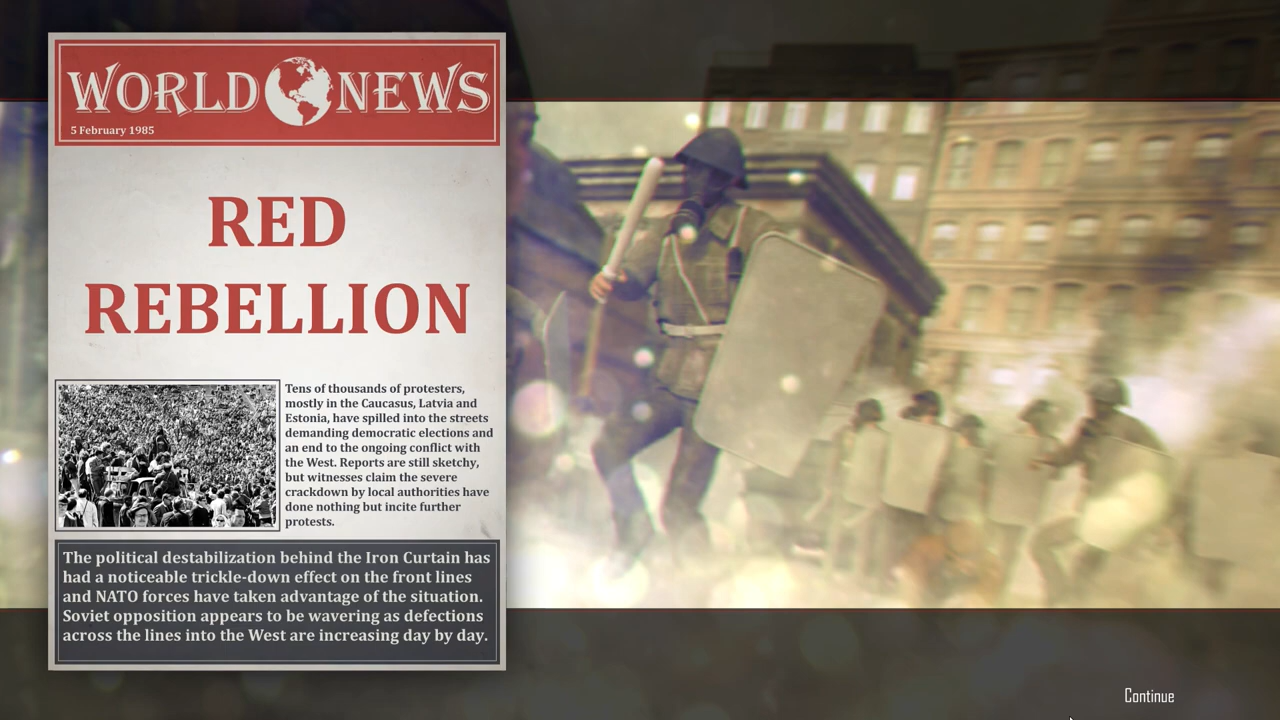 WORLD NEWS
5 February 1985
RED
REBELLION
Tens of thousands of protesters,
mostly in the Caucasus, Latvia and
Estonia, have spilled into the streets
demanding democratic elections and
an end to the ongoing conflict with
the West. Reports are still sketchy,
but witnesses claim the severe
crackdown by local authorities have
done nothing but incite further
protests.
The political destabilization behind the Iron Curtain has
had a noticeable trickle-down effect on the front lines
and NATO forces have taken advantage of the situation.
Soviet opposition appears to be wavering as defections
across the lines into the West are increasing day by day.
Continue